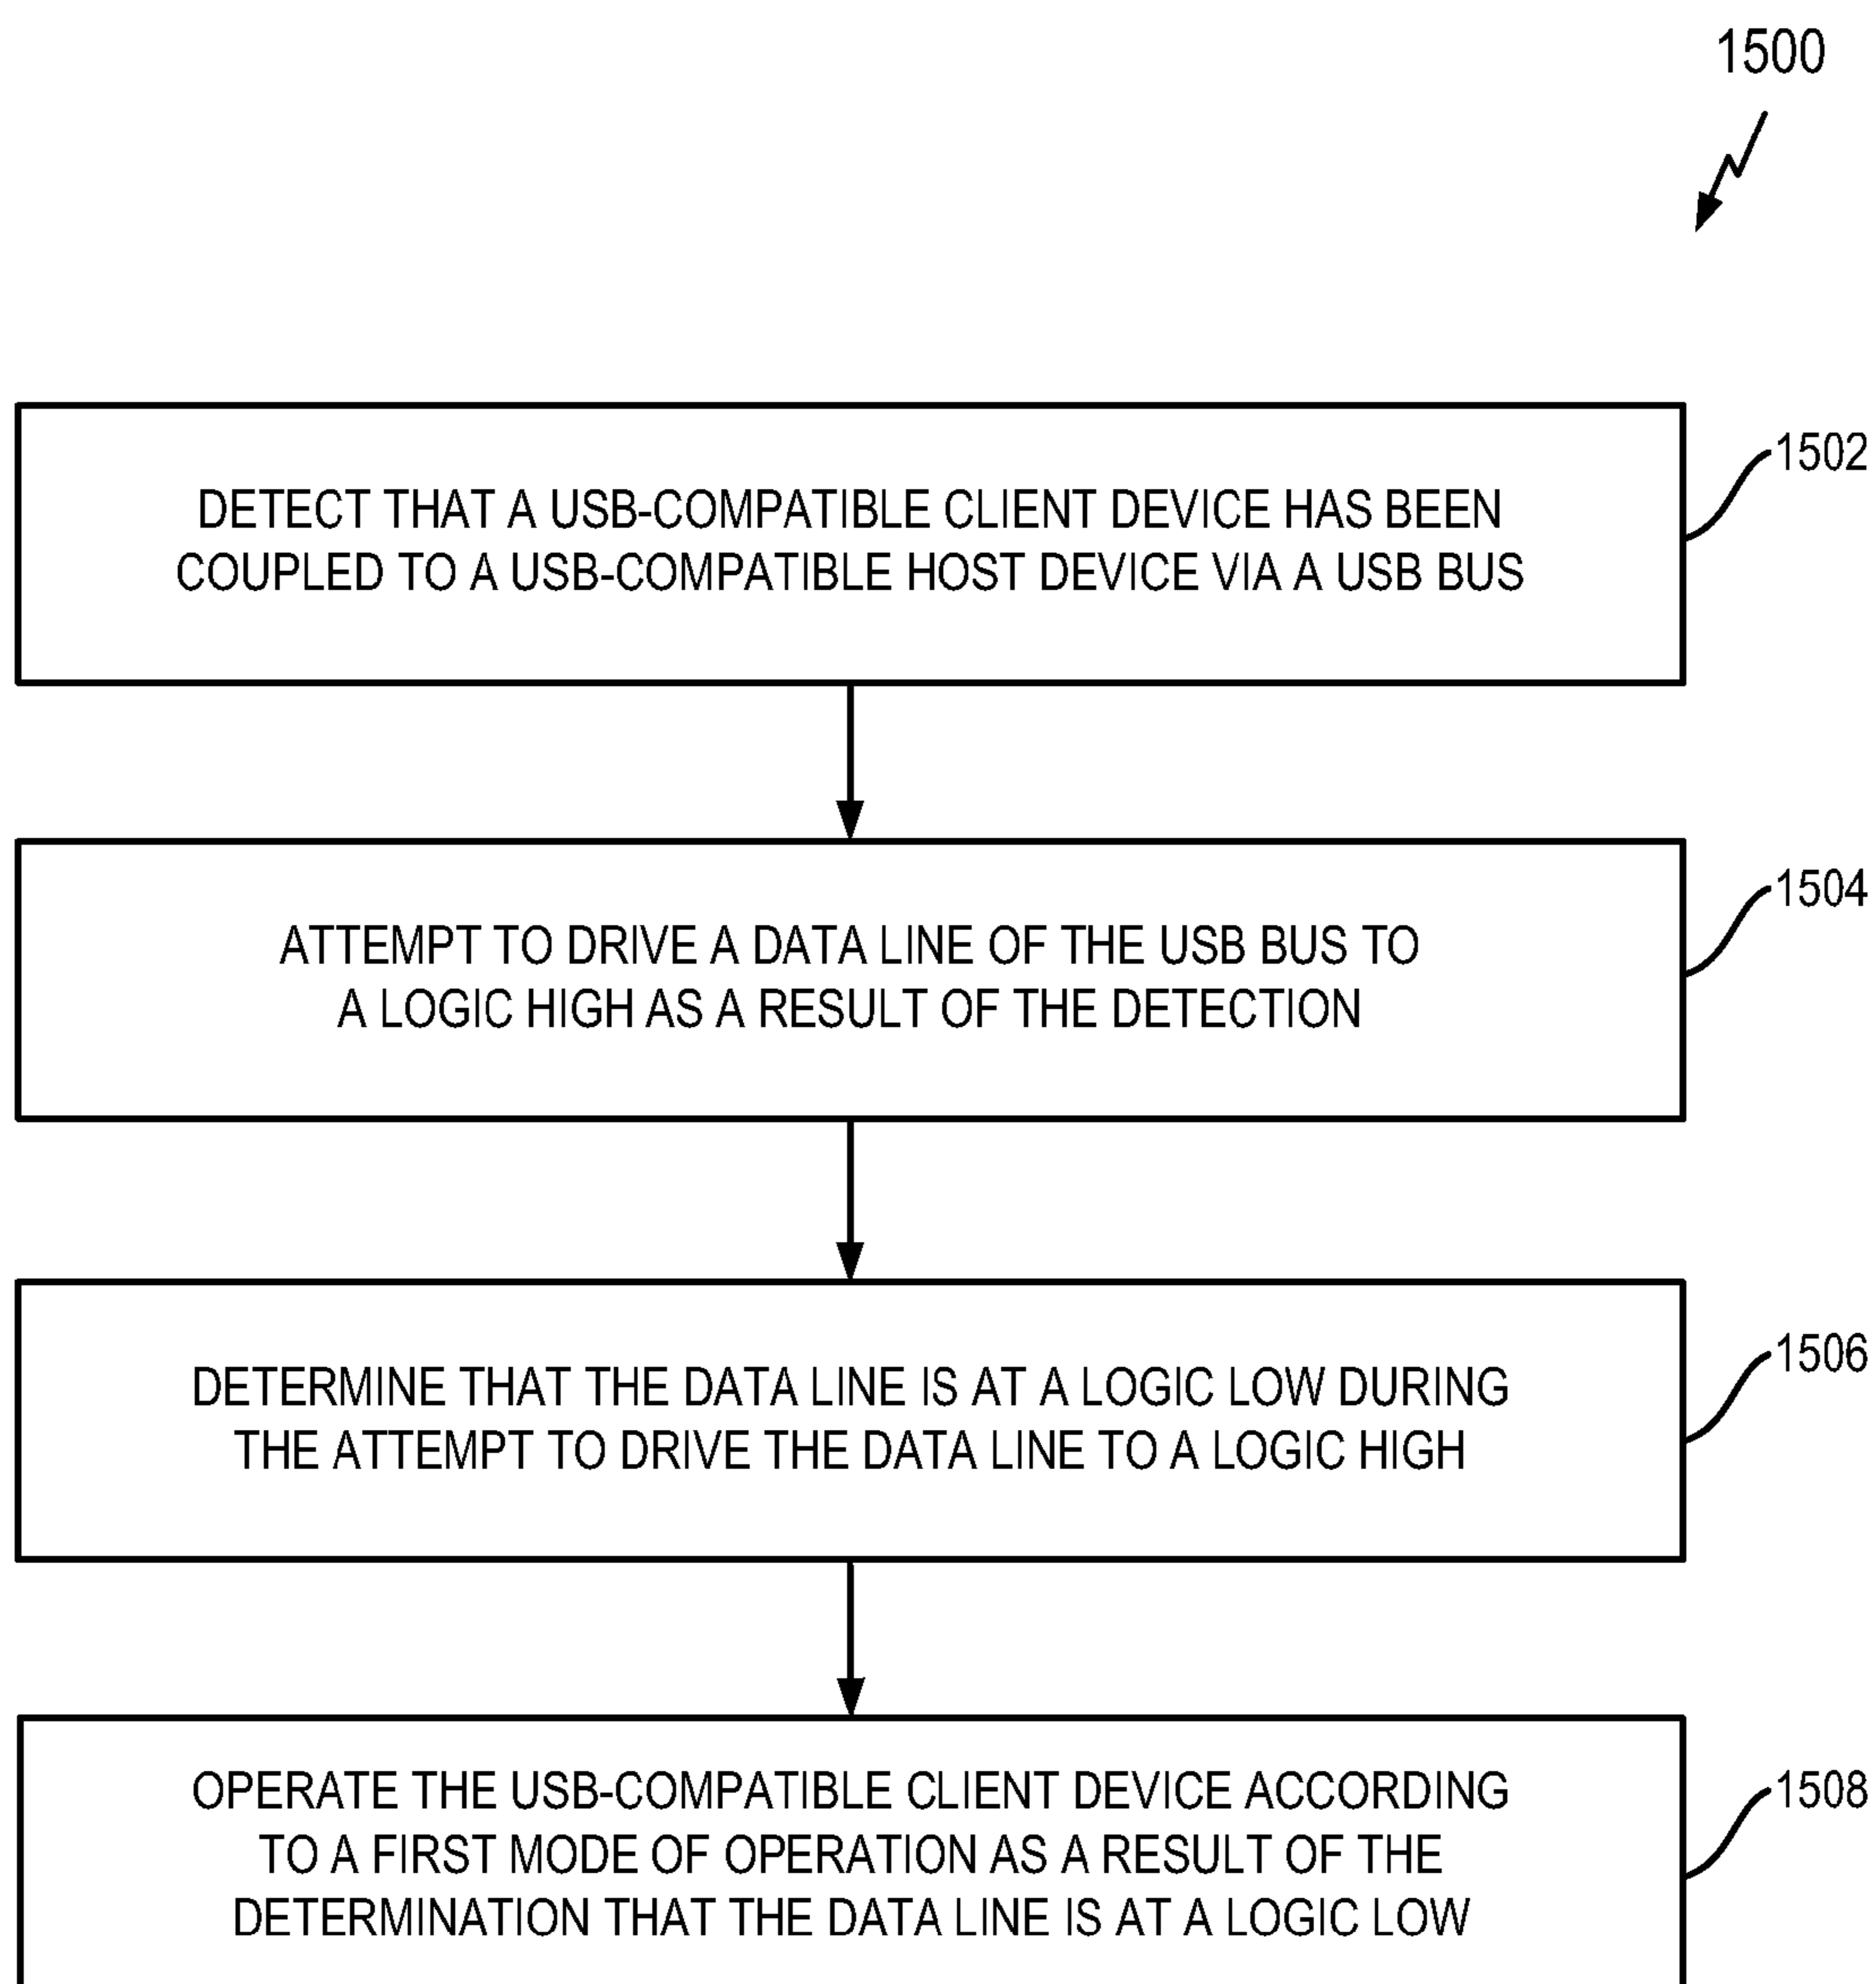 1500
DETECT THAT A USB-COMPATIBLE CLIENT DEVICE HAS BEEN
COUPLED TO A USB-COMPATIBLE HOST DEVICE VIA A USB BUS
1502
ATTEMPT TO DRIVE A DATA LINE OF THE USB BUS TO
A LOGIC HIGH AS A RESULT OF THE DETECTION
1504
DETERMINE THAT THE DATA LINE IS AT A LOGIC LOW DURING
THE ATTEMPT TO DRIVE THE DATA LINE TO A LOGIC HIGH
1506
OPERATE THE USB-COMPATIBLE CLIENT DEVICE ACCORDING
TO A FIRST MODE OF OPERATION AS A RESULT OF THE
DETERMINATION THAT THE DATA LINE IS AT A LOGIC LOW
1508